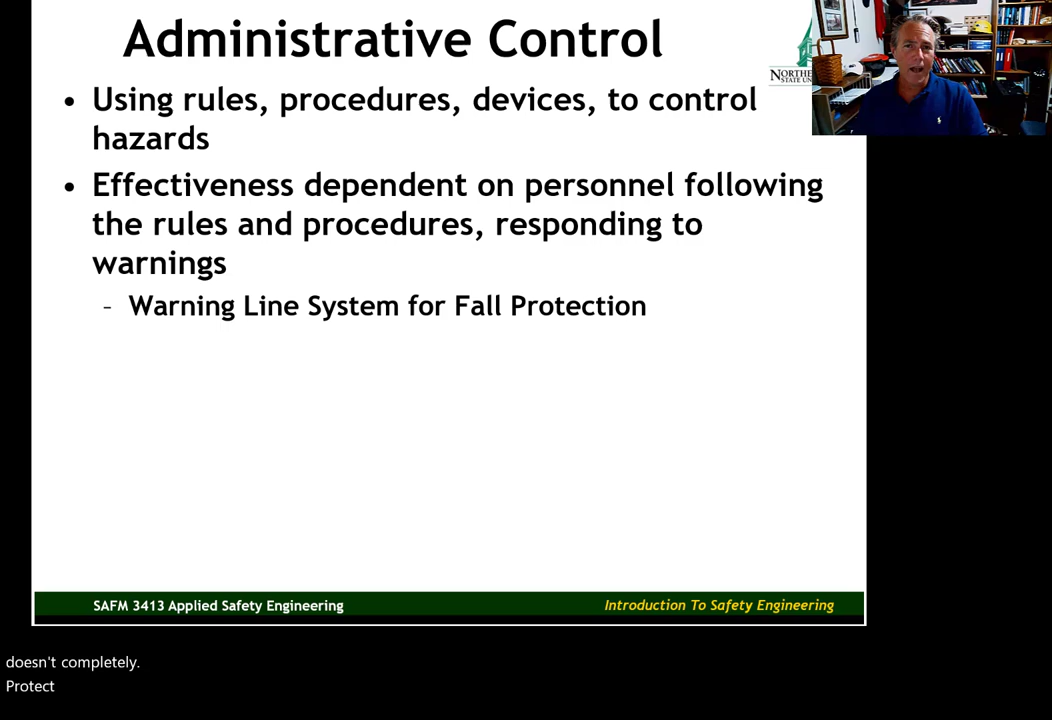 Administrative Control
• Using rules, procedures, devices, to control
hazards
• Effectiveness dependent on personnel following
the rules and procedures, responding to
warnings
– Warning Line System for Fall Protection
SAFM 3413 Applied Safety Engineering
Introduction To Safety Engineering
doesn't completely.
Protect